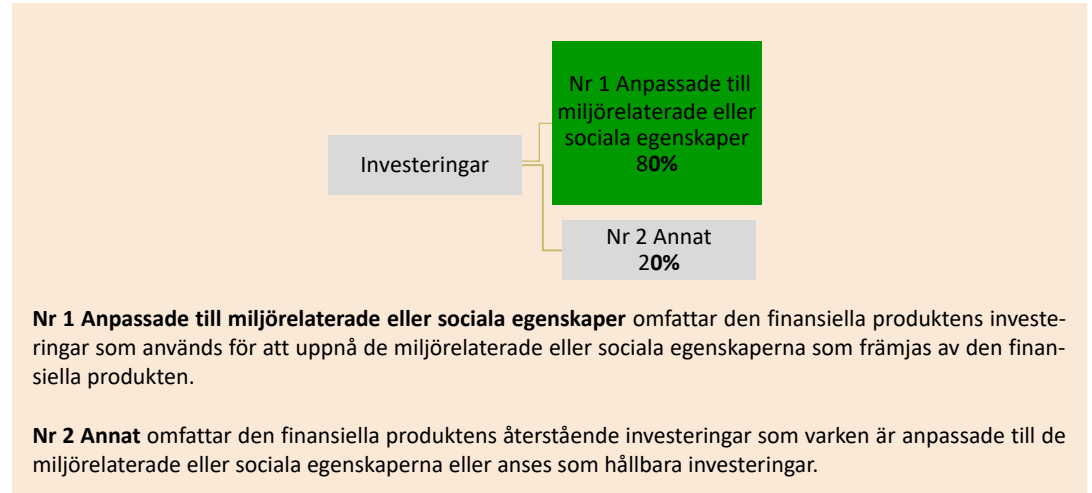 Nr 1 Anpassade till
miljörelaterade eller
sociala egenskaper
80%
Investeringar
Nr 2 Annat
20%
Nr 1 Anpassade till miljörelaterade eller sociala egenskaper omfattar den finansiella produktens investe-
ringar som används för att uppnå de miljörelaterade eller sociala egenskaperna som främjas av den finan-
siella produkten.
Nr 2 Annat omfattar den finansiella produktens återstående investeringar som varken är anpassade till de
miljörelaterade eller sociala egenskaperna eller anses som hållbara investeringar.